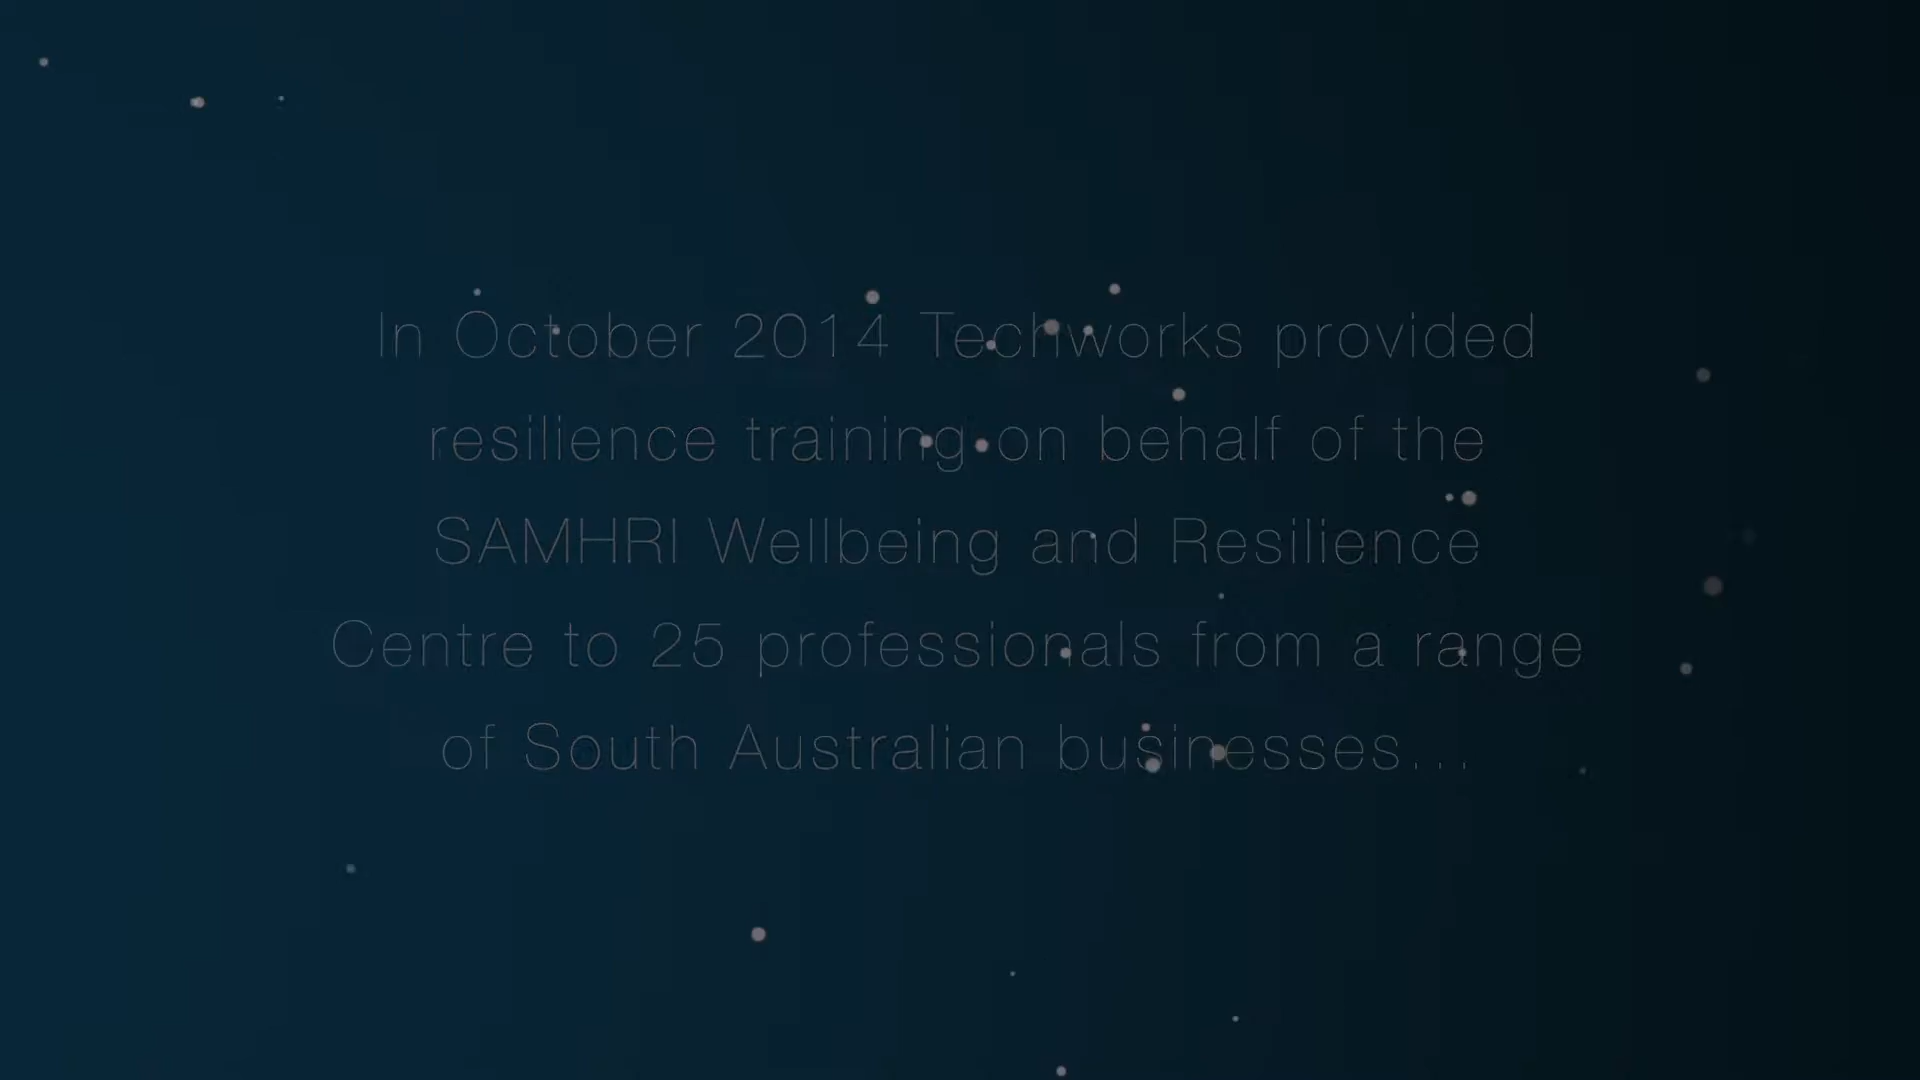 In October 2014 Techworks provided
resilience training on behalf of the
SAMHRI Wellbeing and Resilience
Centre to 25 professionals from a range
of South Australian businesses...